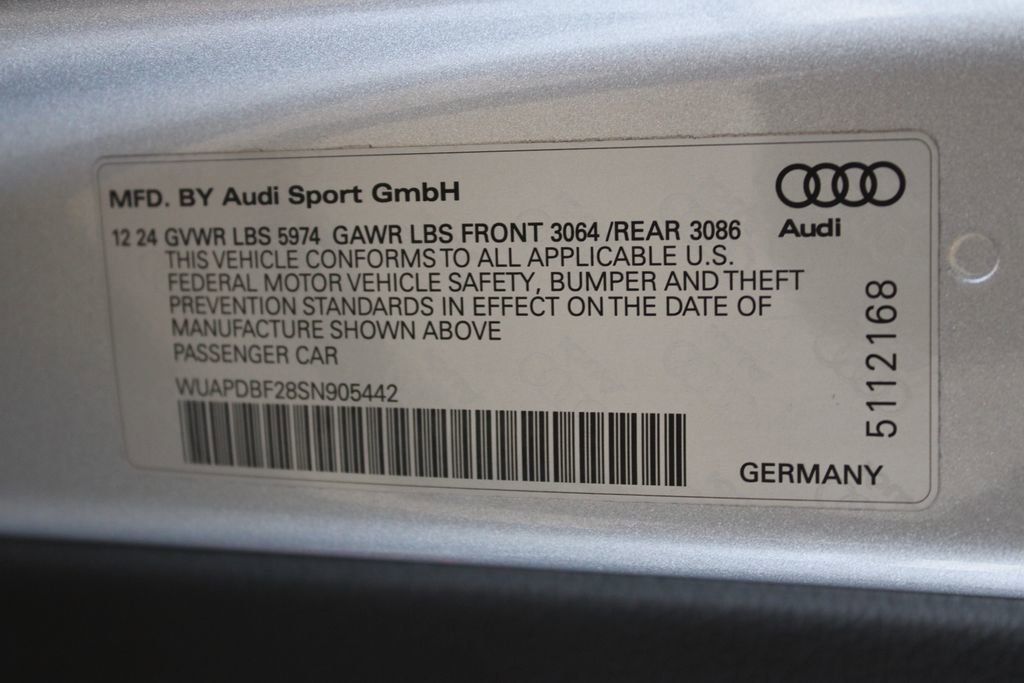 MFD. BY Audi Sport GmbH
Audi
12 24 GVWR LBS 5974 GAWR LBS FRONT 3064 /REAR 3086
THIS VEHICLE CONFORMS TO ALL APPLICABLE U.S.
FEDERAL MOTOR VEHICLE SAFETY, BUMPER AND THEFT
PREVENTION STANDARDS IN EFFECT ON THE DATE OF
MANUFACTURE SHOWN ABOVE
PASSENGER CAR
WUAPDBF28SN905442
5112168
GERMANY